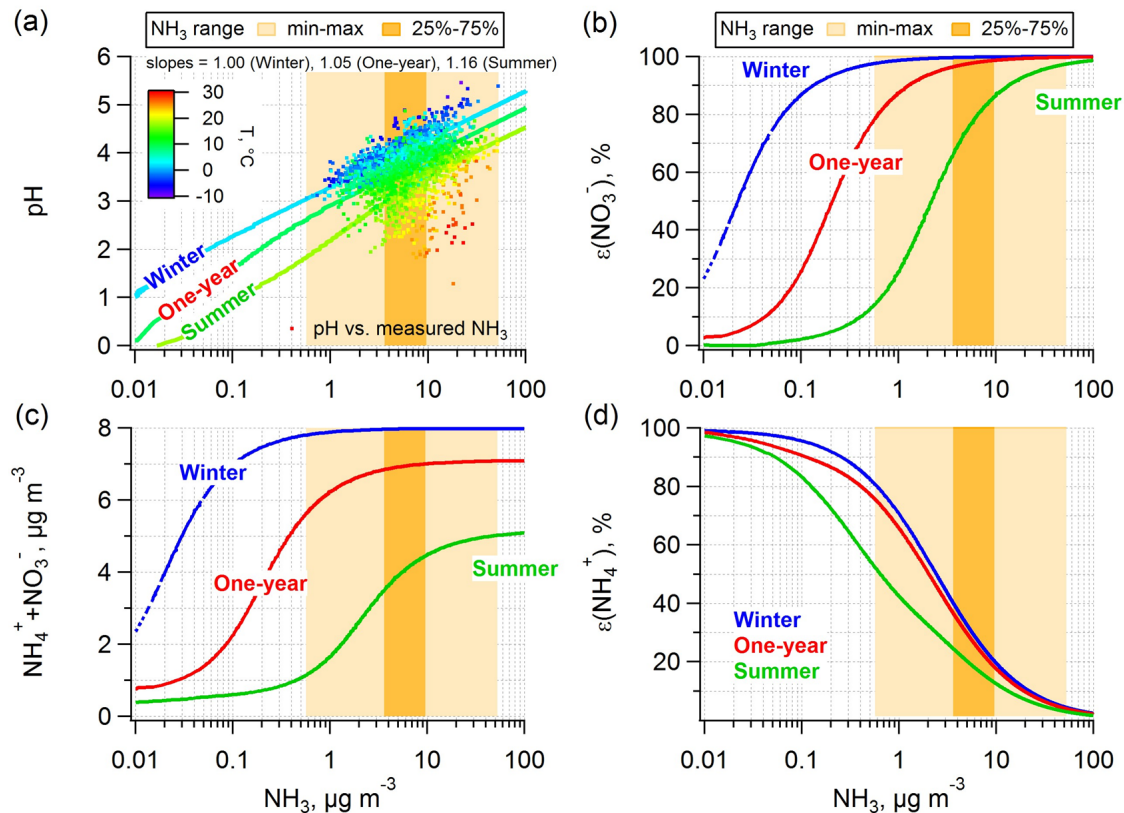 (a)
NH₃ range min-max 25%-75%
slopes = 1.00 (Winter), 1.05 (One-year), 1.16 (Summer)
6
5
4
3
2
1
0
pH
30
20
10
0
-10
T, °C
Winter
One-year
Summer
pH vs. measured NH₃
0.01 0.1 1 10 100
(b)
NH₃ range min-max 25%-75%
100
80
60
40
20
0
ε(NO₃⁻), %
Winter
One-year
Summer
0.01 0.1 1 10 100
(c)
8
6
4
2
0
NH₄⁺+NO₃⁻, µg m⁻³
Winter
One-year
Summer
0.01 0.1 1 10 100
NH₃, µg m⁻³
(d)
100
80
60
40
20
ε(NH₄⁺), %
Winter
One-year
Summer
0.01 0.1 1 10 100
NH₃, µg m⁻³